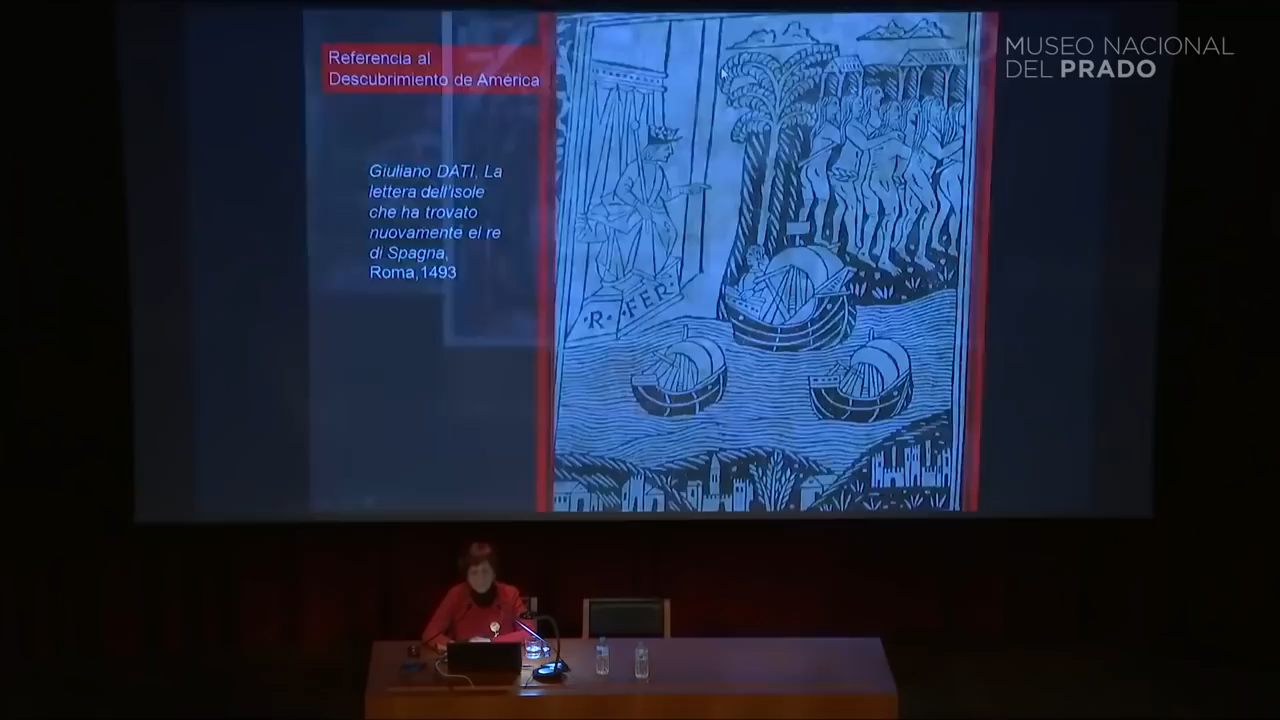 Referencia al
Descubrimiento de América
Giuliano DATI, La
lettera dell'isole
che ha trovato
nuovamente el re
di Spagna,
Roma,1493
·R· FER·
MUSEO NACIONAL
DEL PRADO